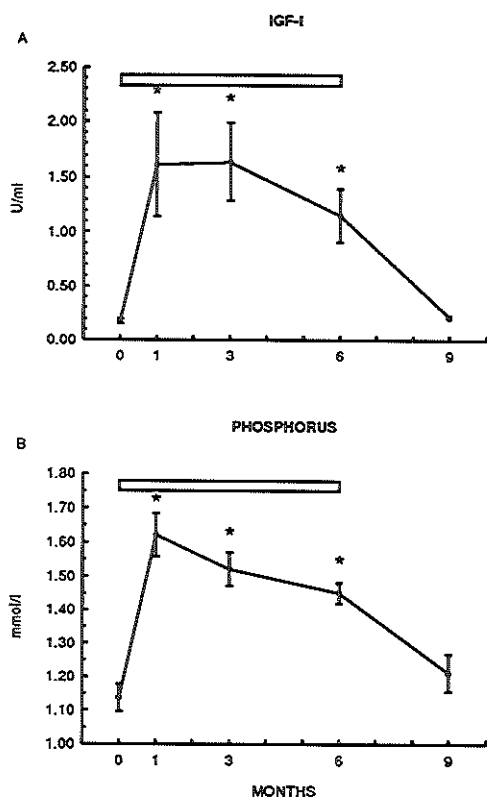 IGF-I
A
2.50
2.00
1.50
1.00
0.50
0.00
U/ml
* * *
0 1 3 6 9
PHOSPHORUS
B
1.80
1.70
1.60
1.50
1.40
1.30
1.20
1.10
1.00
mmol/l
* * *
0 1 3 6 9
MONTHS